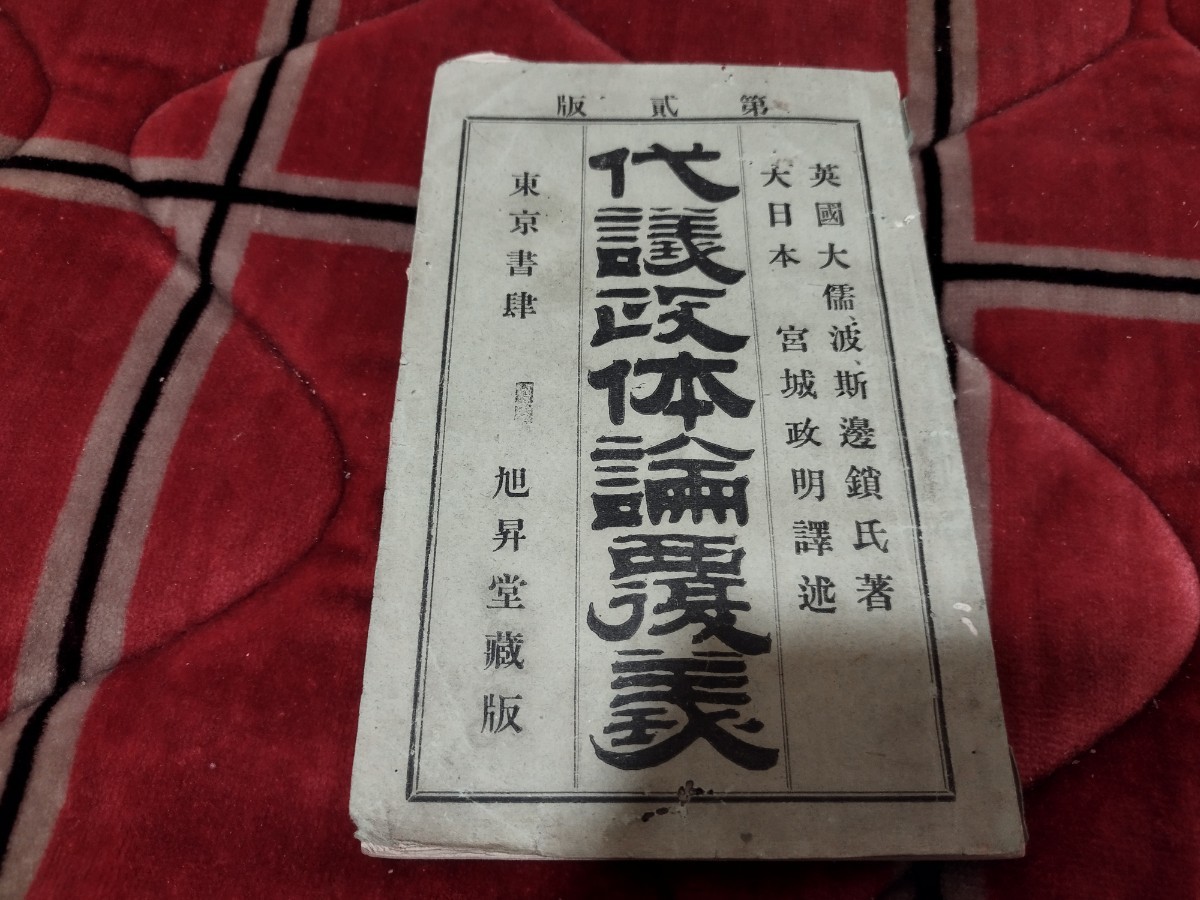 第貳版
英國大儒、波、斯邊鎖氏著
大日本 宮城政明譯述
代議政体論覆義
東京書肆 旭昇堂藏版